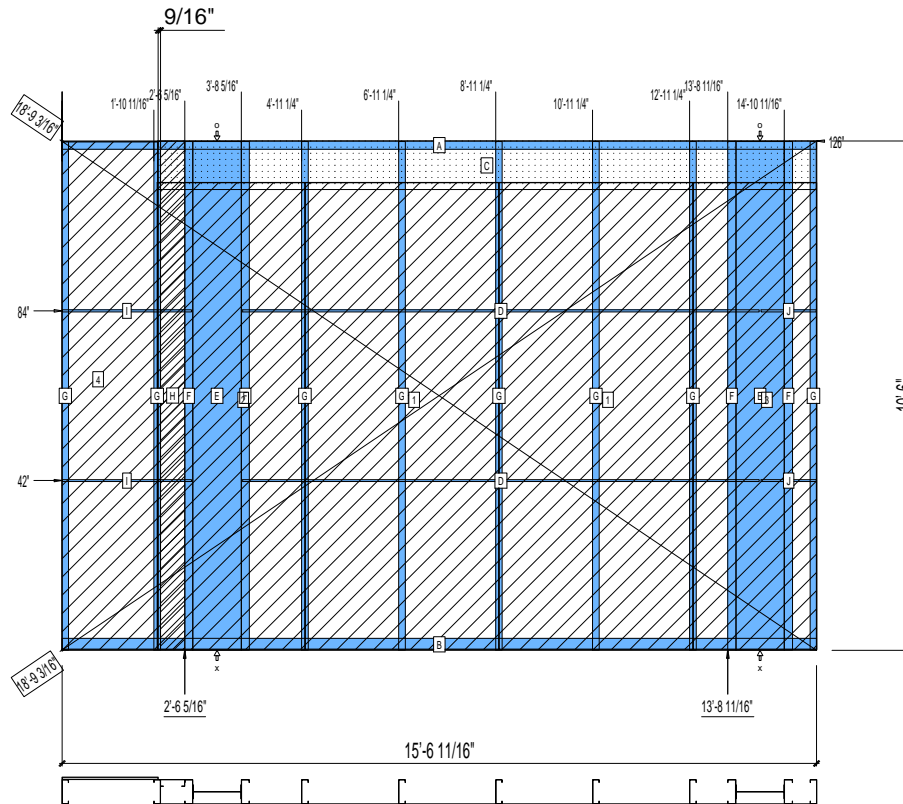 9/16"
1'-10 11/16"
2'-6 5/16"
3'-8 5/16"
4'-11 1/4"
6'-11 1/4"
8'-11 1/4"
10'-11 1/4"
12'-11 1/4"
13'-8 11/16"
14'-10 11/16"
18'-9 3/16"
O
O
126"
A
C
84"
I
D
J
4
G
G
H
F
E
G
G
1
G
G
1
G
F
E
3
F
G
10'-6"
42"
I
D
J
B
18'-9 3/16"
X
X
2'-6 5/16"
13'-8 11/16"
15'-6 11/16"